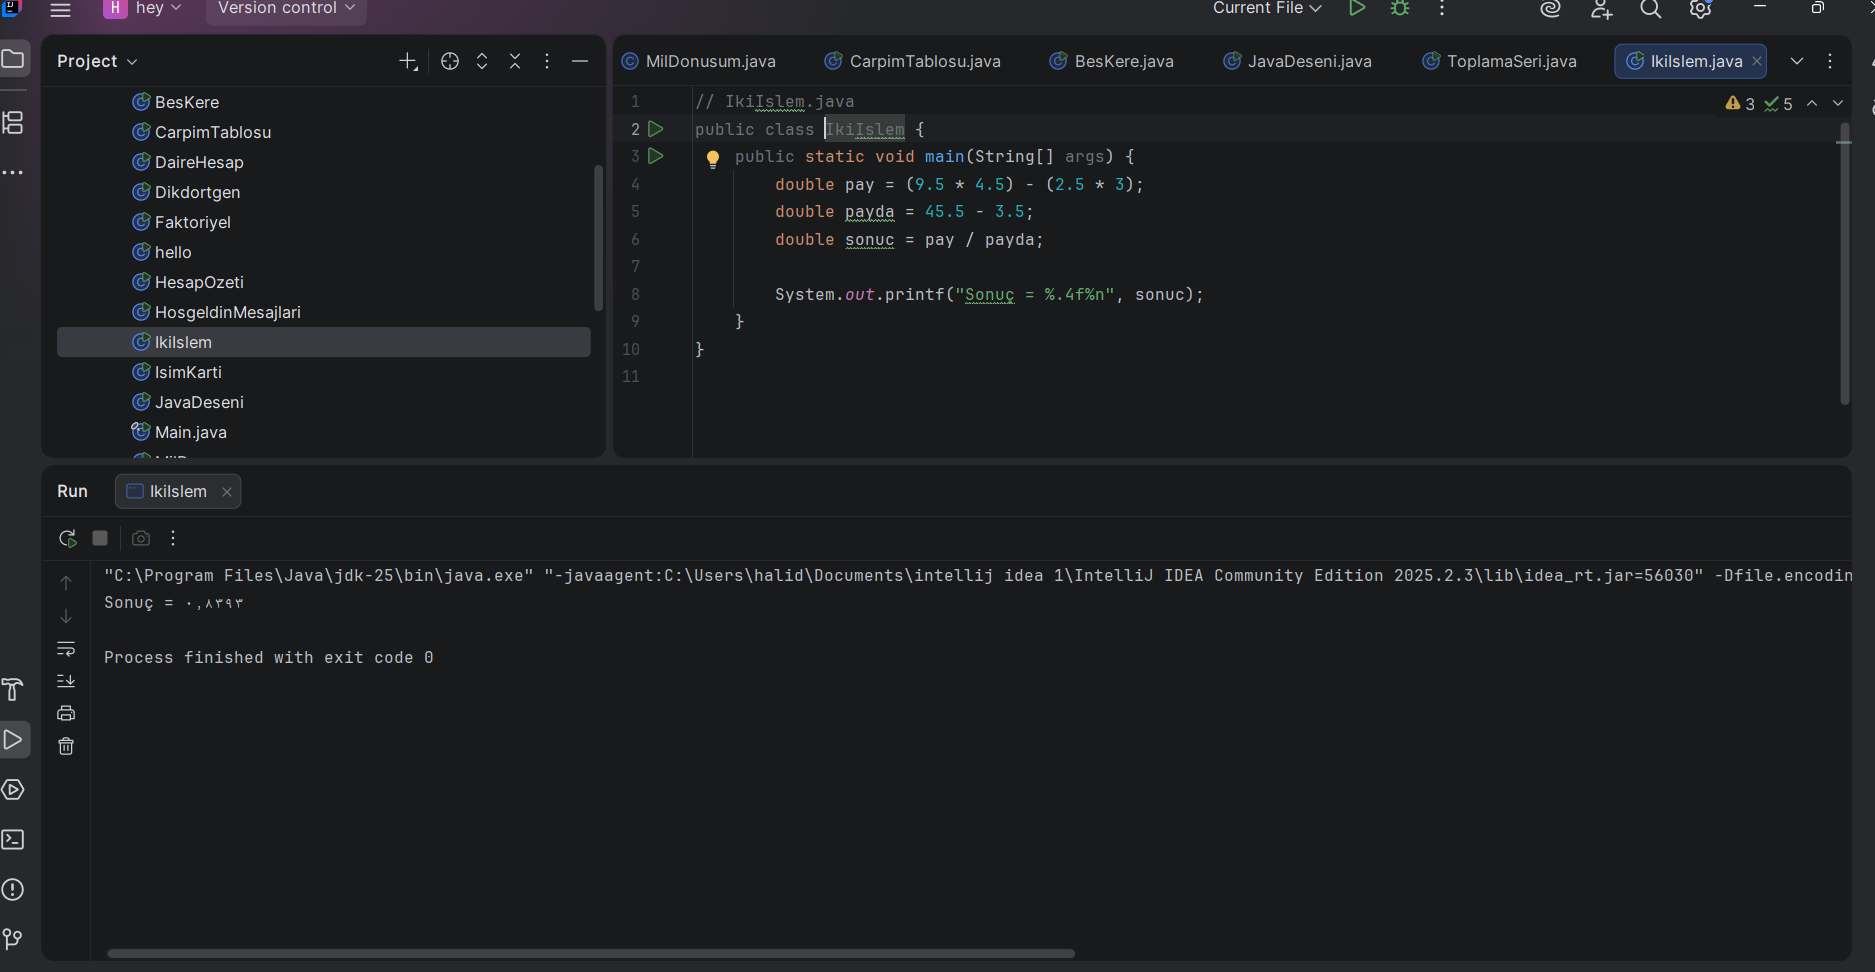 H hey Version control Current File
Project
MilDonusum.java CarpimTablosu.java BesKere.java JavaDeseni.java ToplamaSeri.java IkiIslem.java
BesKere
CarpimTablosu
DaireHesap
Dikdortgen
Faktoriyel
hello
HesapOzeti
HosgeldinMesajlari
IkiIslem
IsimKarti
JavaDeseni
Main.java
3 5
1 // IkiIslem.java
2 public class IkiIslem {
3 public static void main(String[] args) {
4 double pay = (9.5 * 4.5) - (2.5 * 3);
5 double payda = 45.5 - 3.5;
6 double sonuc = pay / payda;
7
8 System.out.printf("Sonuç = %.4f%n", sonuc);
9 }
10 }
11
Run IkiIslem
"C:\Program Files\Java\jdk-25\bin\java.exe" "-javaagent:C:\Users\halid\Documents\intellij idea 1\IntelliJ IDEA Community Edition 2025.2.3\lib\idea_rt.jar=56030" -Dfile.encodin
Sonuç = ٠,٨٣٩٣
Process finished with exit code 0